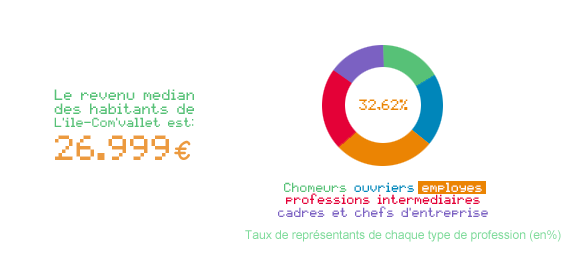 Le revenu median
des habitants de
L'ile-Com'vallet est:
26.999€
32.62%
Chomeurs ouvriers employes
professions intermediaires
cadres et chefs d'entreprise
Taux de représentants de chaque type de profession (en%)